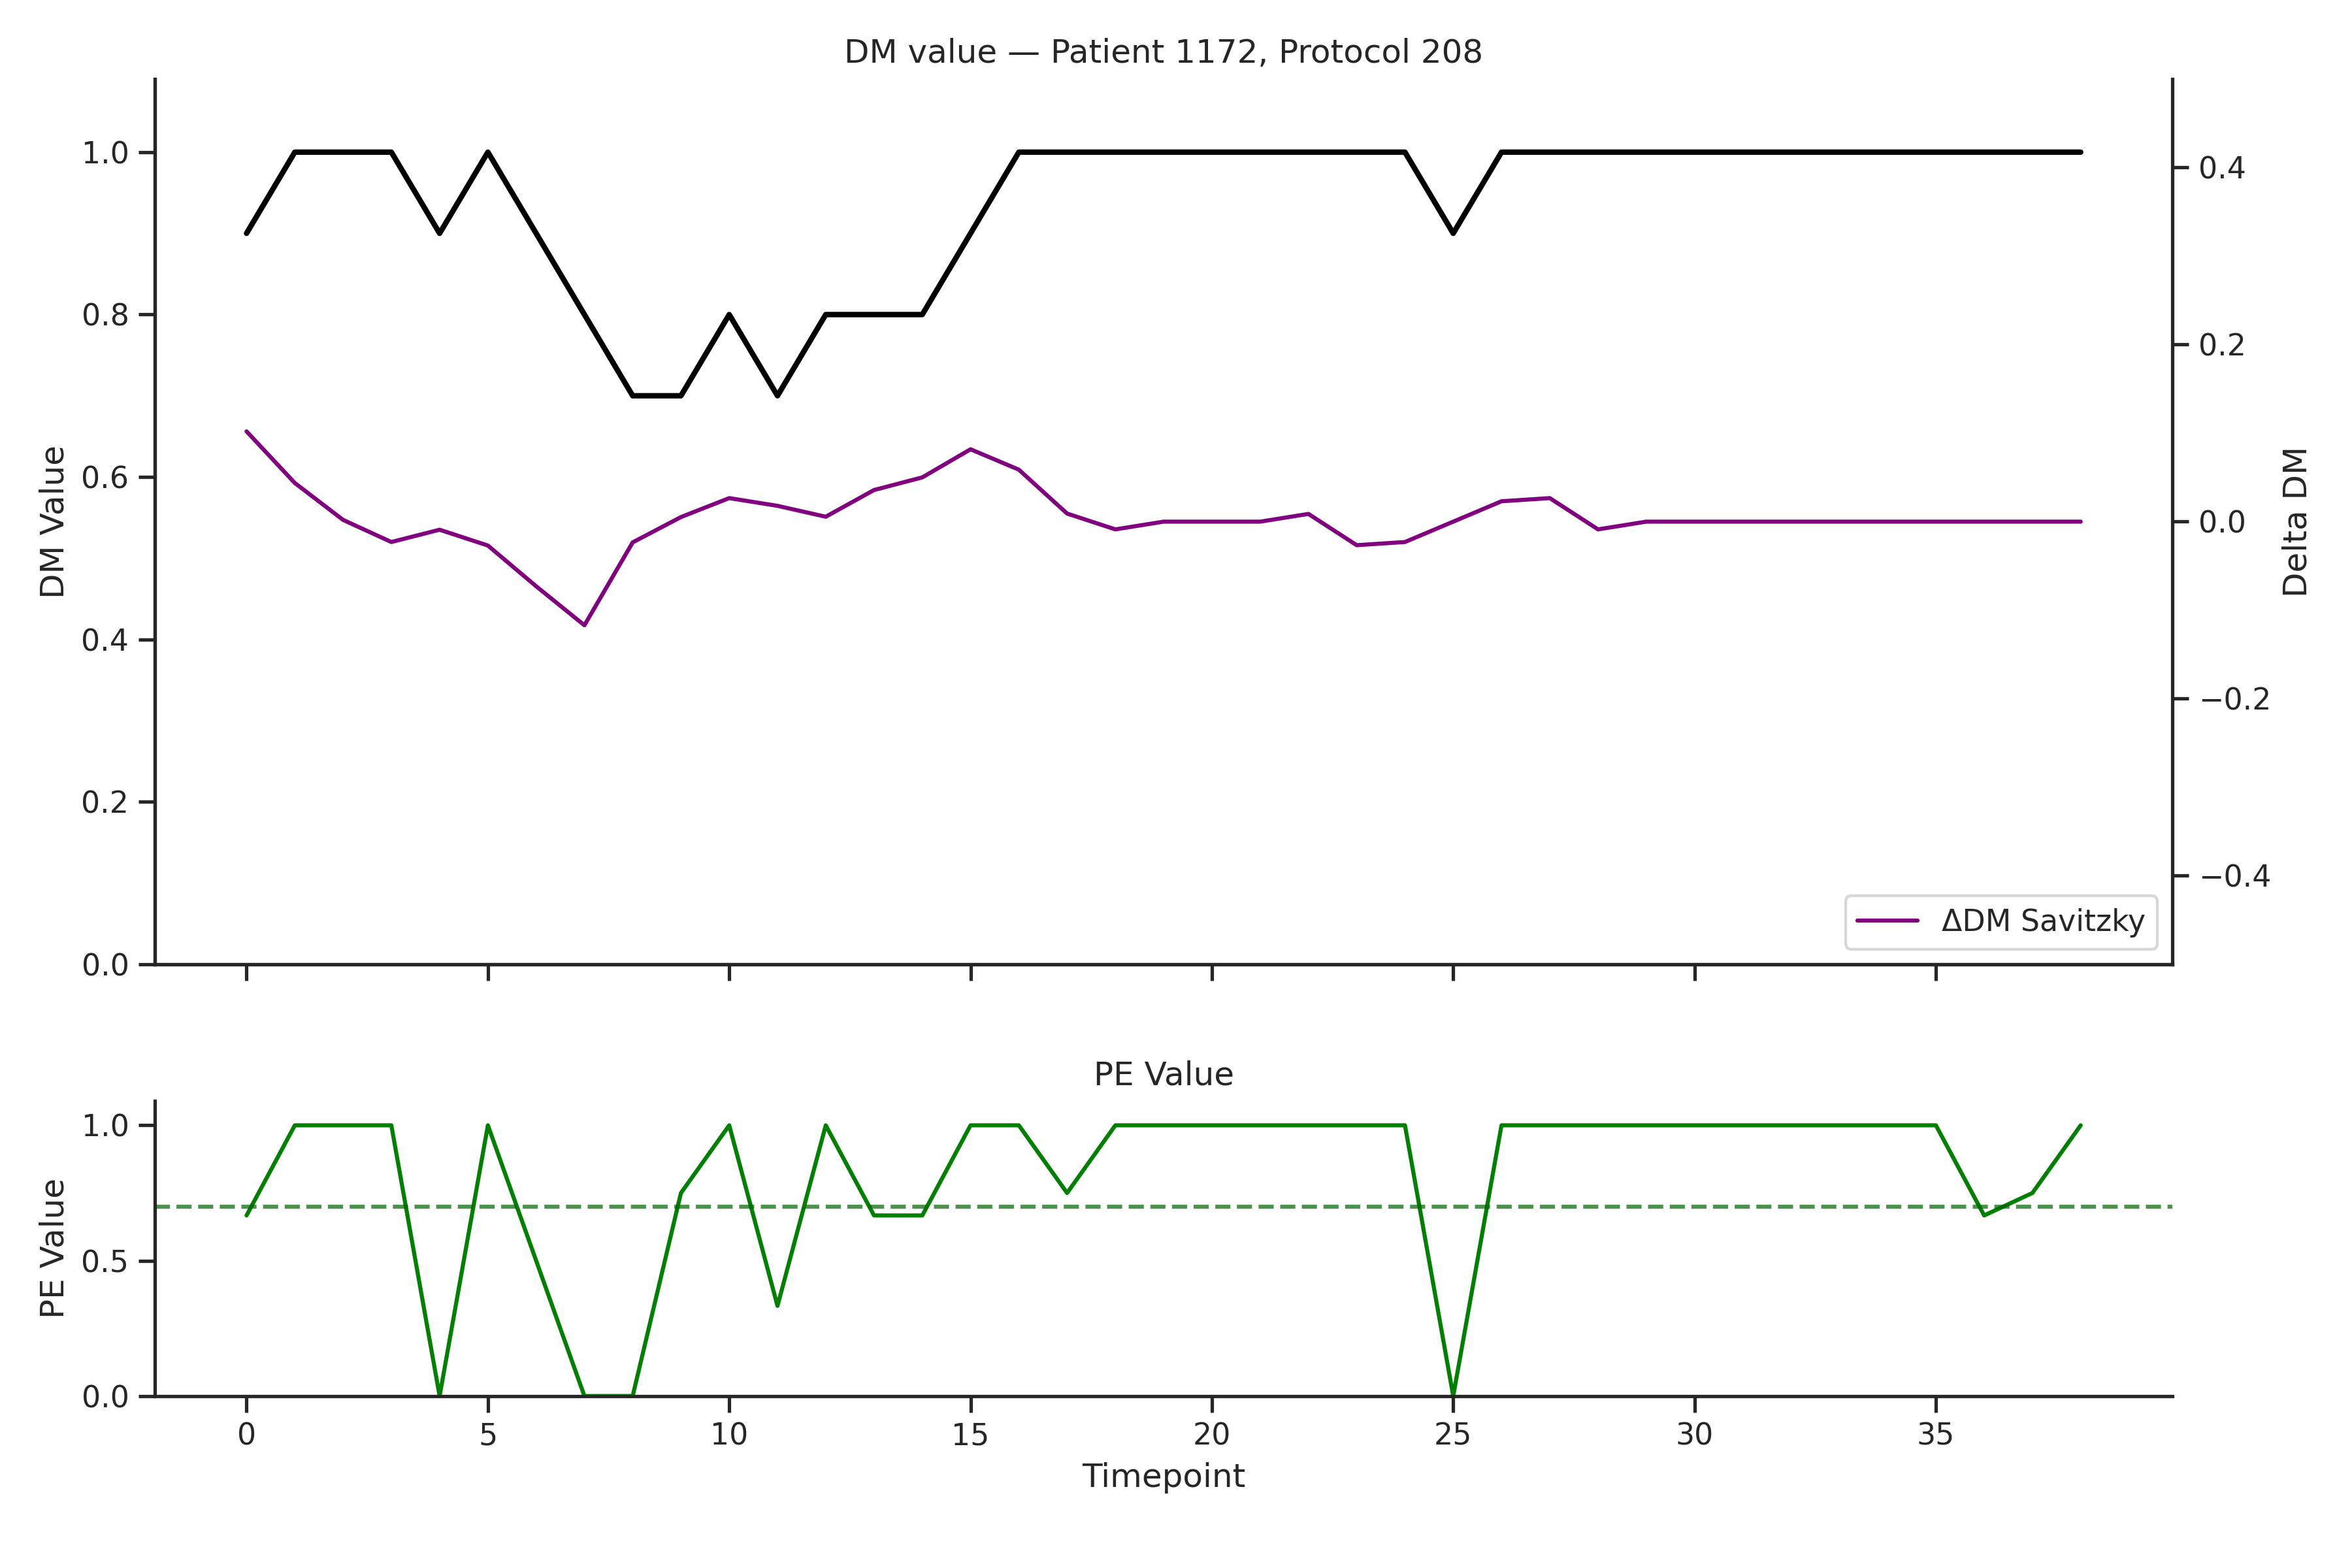 DM value — Patient 1172, Protocol 208
DM Value
1.0
0.8
0.6
0.4
0.2
0.0
0.4
0.2
0.0
−0.2
−0.4
Delta DM
ΔDM Savitzky
PE Value
PE Value
1.0
0.5
0.0
0 5 10 15 20 25 30 35
Timepoint